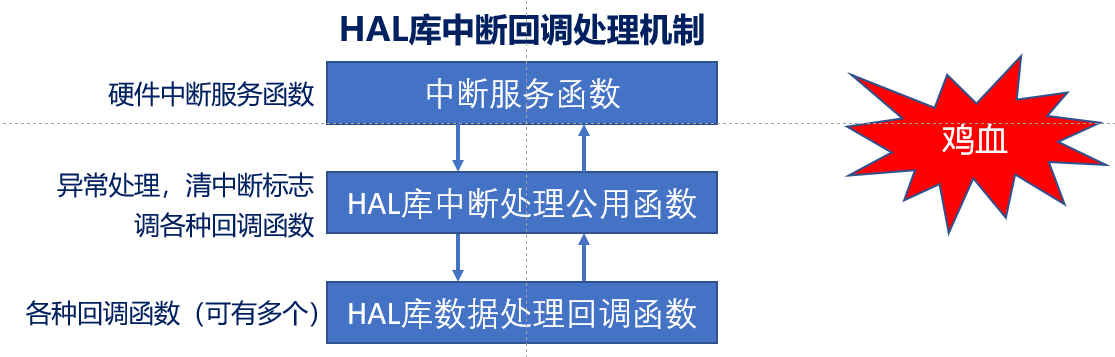 HAL库中断回调处理机制
硬件中断服务函数
中断服务函数
鸡血
异常处理，清中断标志
调各种回调函数
HAL库中断处理公用函数
各种回调函数（可有多个）
HAL库数据处理回调函数